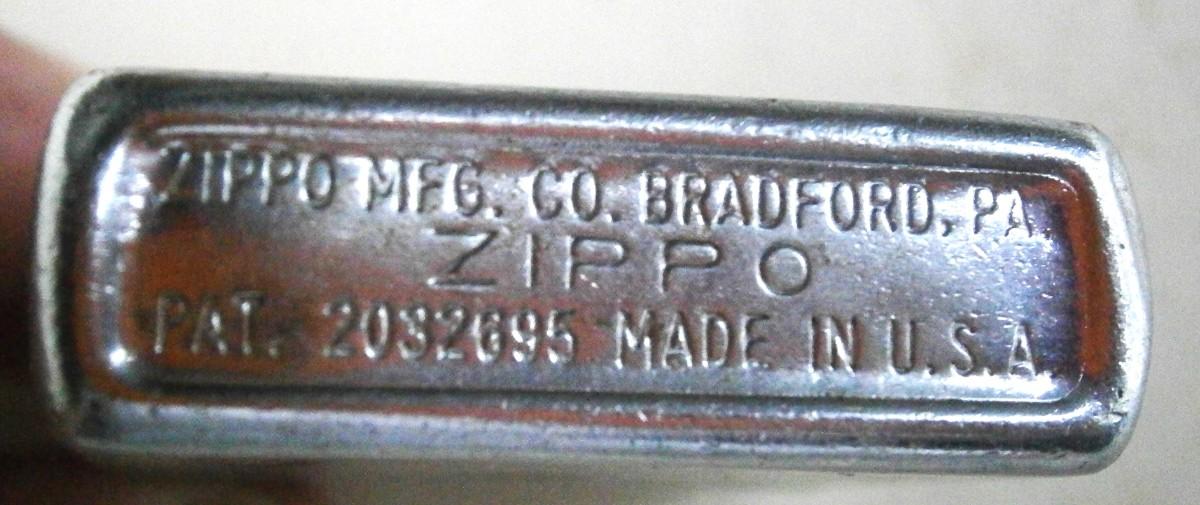 ZIPPO MFG. CO. BRADFORD, PA.
ZIPPO
PAT. 2032695 MADE IN U.S.A.